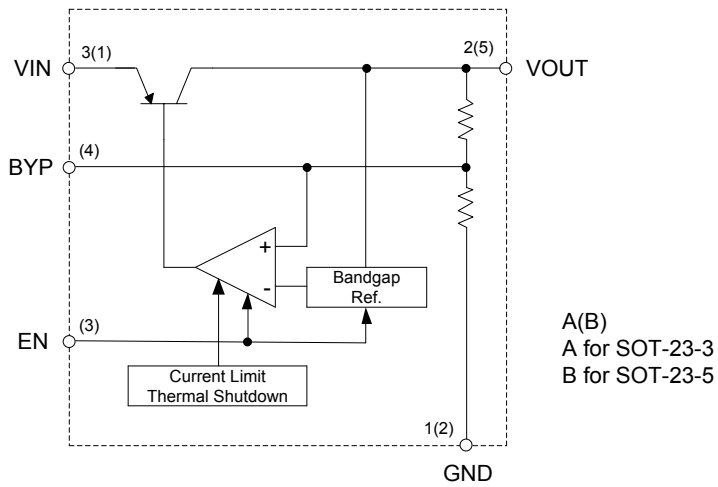 3(1)
2(5)
VIN
VOUT
(4)
BYP
+
-
Bandgap
Ref.
(3)
EN
A(B)
A for SOT-23-3
B for SOT-23-5
Current Limit
Thermal Shutdown
1(2)
GND